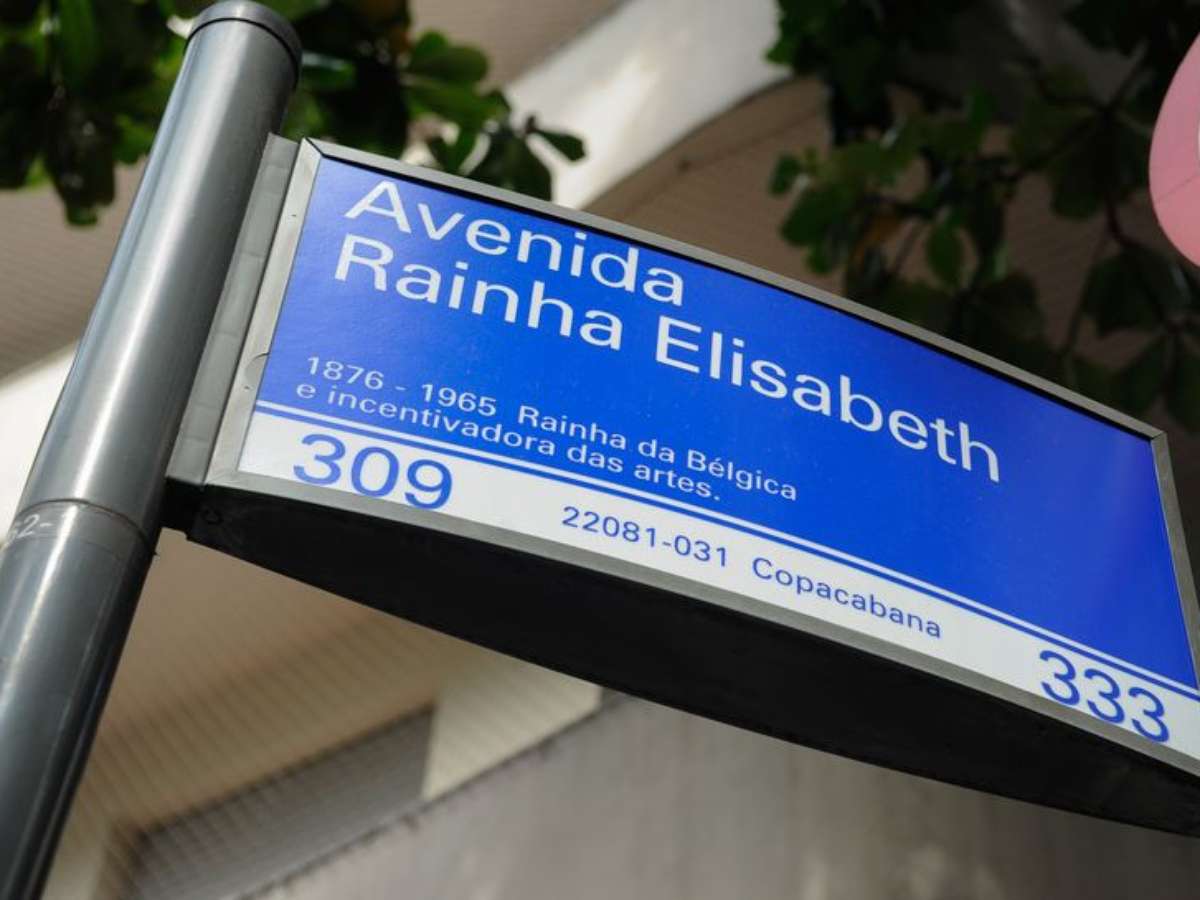 Avenida
Rainha Elisabeth
1876 - 1965 Rainha da Bélgica
e incentivadora das artes.
309
22081-031 Copacabana
333